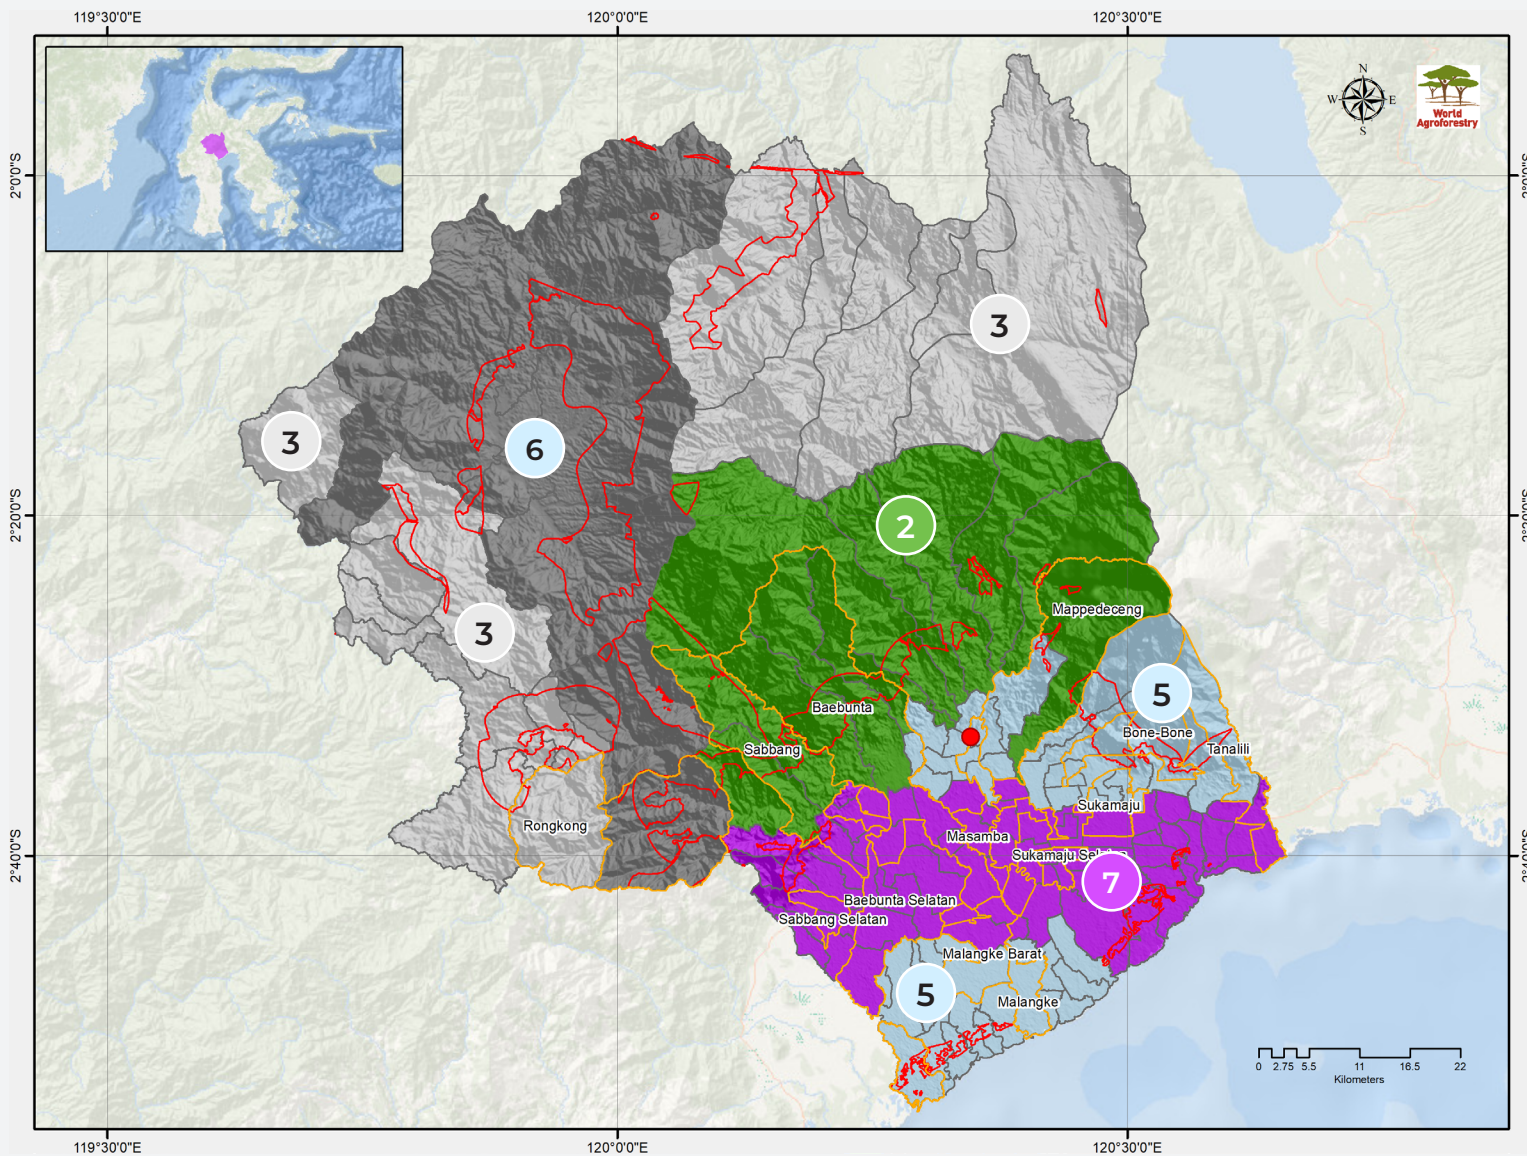 119°30'0"E
120°0'0"E
120°30'0"E
N
W
E
S
World
Agroforestry
2°0'0"S
3
3
6
2
2°20'0"S
Mappedeceng
3
5
Baebunta
Bone-Bone
Sabbang
Tanalili
Sukamaju
Rongkong
Masamba
2°40'0"S
Sukamaju Selatan
7
Baebunta Selatan
Sabbang Selatan
Malangke Barat
5
Malangke
0 2.75 5.5 11 16.5 22
Kilometers
119°30'0"E
120°0'0"E
120°30'0"E